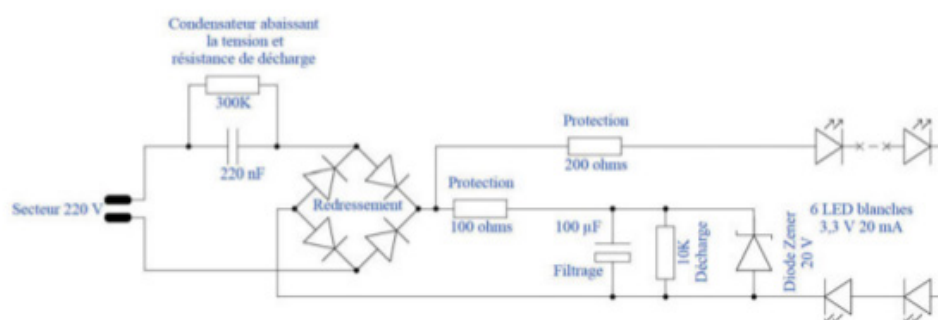 Condensateur abaissant
la tension et
résistance de décharge
300K
220 nF
Secteur 220 V
Redressement
Protection
200 ohms
Protection
100 ohms
100 µF
Filtrage
10K
Décharge
Diode Zener
20 V
6 LED blanches
3,3 V 20 mA